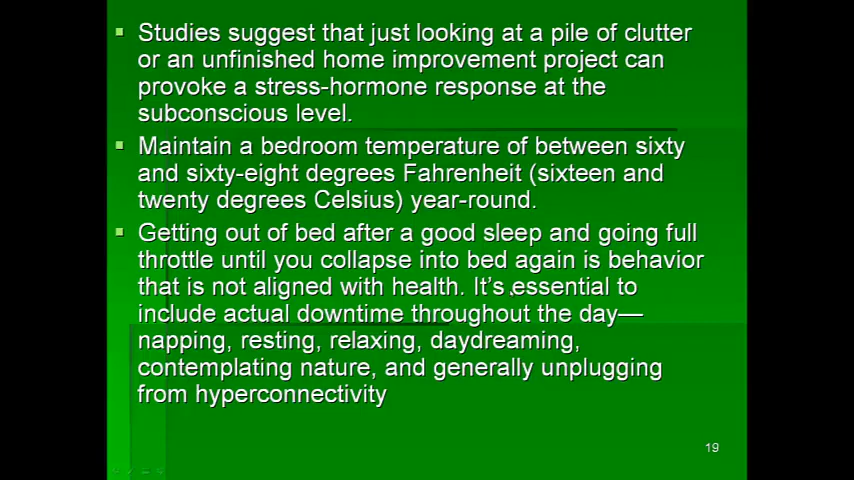 Studies suggest that just looking at a pile of clutter
or an unfinished home improvement project can
provoke a stress-hormone response at the
subconscious level.
Maintain a bedroom temperature of between sixty
and sixty-eight degrees Fahrenheit (sixteen and
twenty degrees Celsius) year-round.
Getting out of bed after a good sleep and going full
throttle until you collapse into bed again is behavior
that is not aligned with health. It’s essential to
include actual downtime throughout the day—
napping, resting, relaxing, daydreaming,
contemplating nature, and generally unplugging
from hyperconnectivity
19